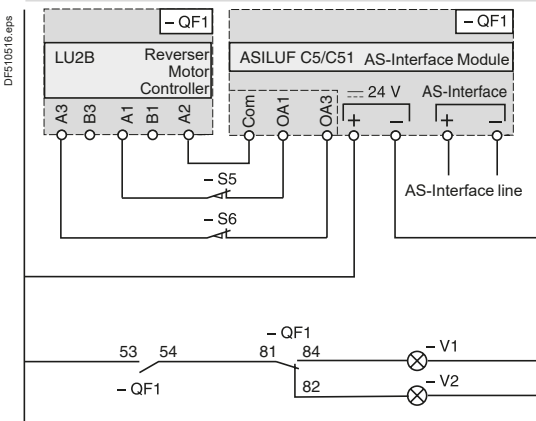 DF510516.eps
– QF1
– QF1
LU2B
Reverser
Motor
Controller
ASILUF C5/C51 AS-Interface Module
A3 B3 A1 B1 A2
Com OA1 OA3
24 V
AS-Interface
+ – + –
– S5
AS-Interface line
– S6
– QF1
53 54 81 84
– V1
– QF1
82
– V2